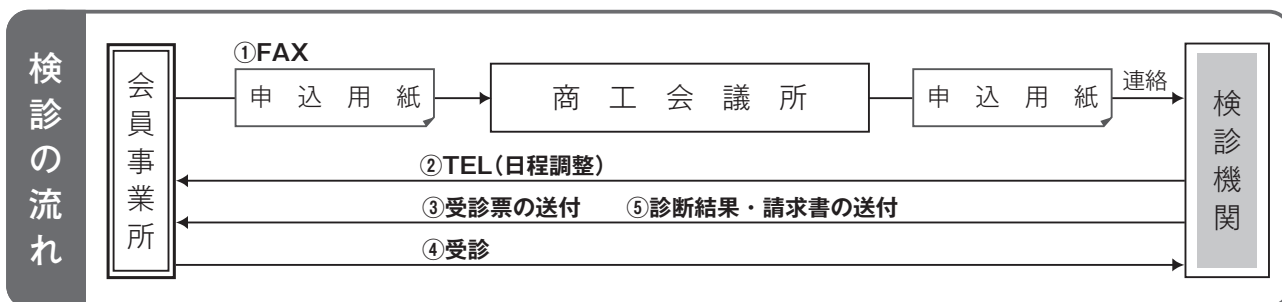 検診の流れ
会員事業所
①FAX
申込用紙
商工会議所
申込用紙
連絡
検診機関
②TEL（日程調整）
③受診票の送付 ⑤診断結果・請求書の送付
④受診